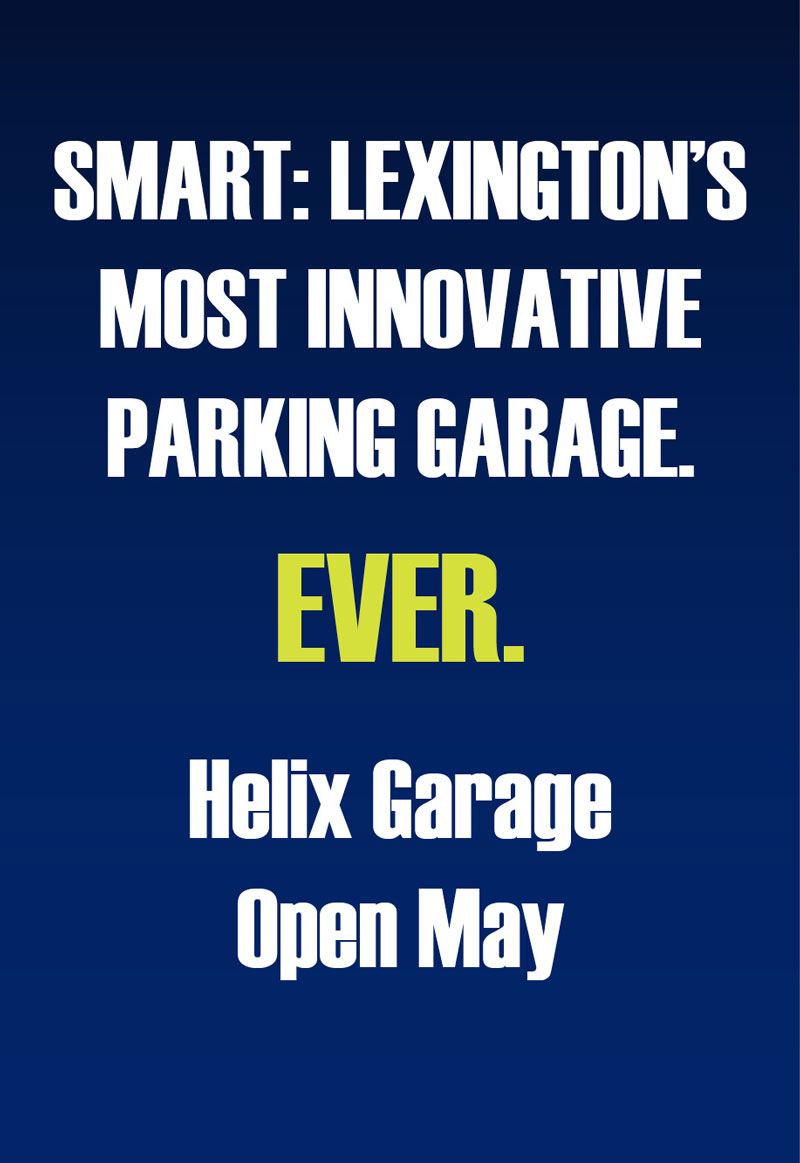 SMART: LEXINGTON’S
MOST INNOVATIVE
PARKING GARAGE.
EVER.
Helix Garage
Open May